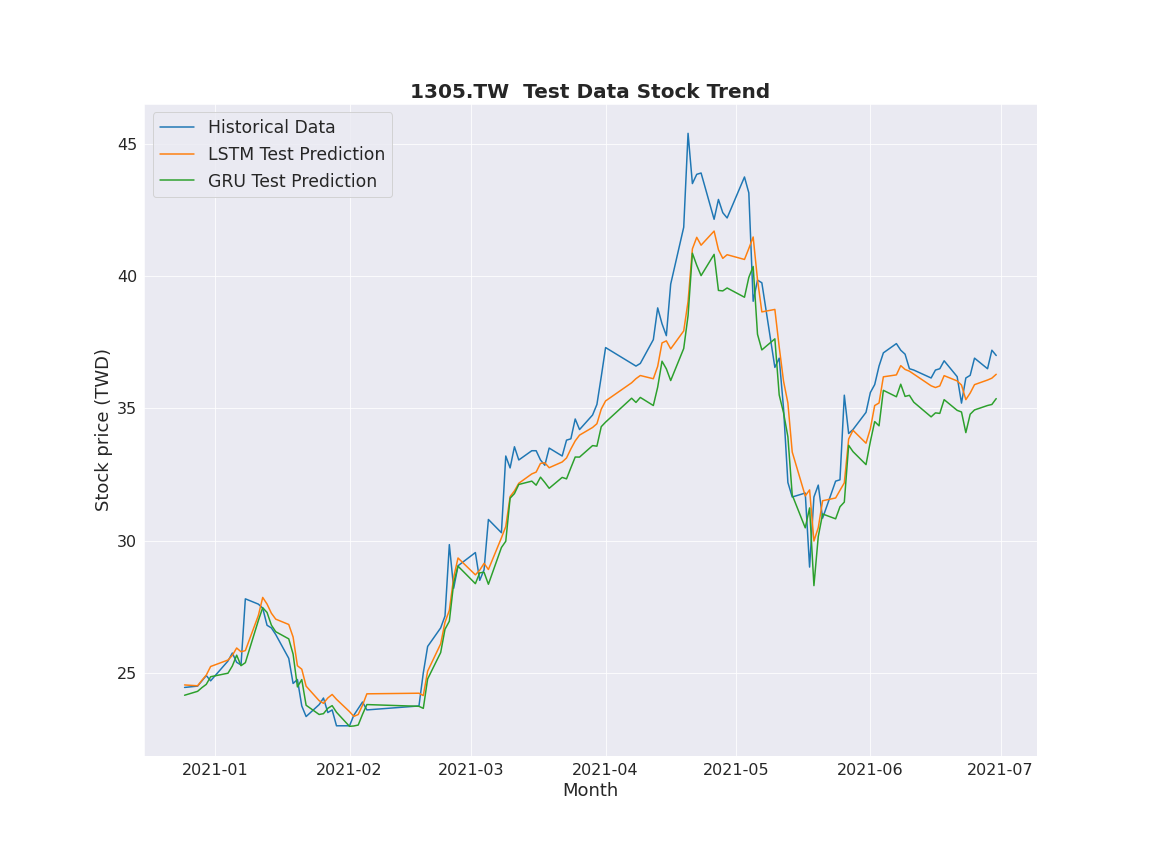 1305.TW  Test Data Stock Trend
Historical Data
LSTM Test Prediction
GRU Test Prediction
45
40
35
30
25
Stock price (TWD)
2021-01
2021-02
2021-03
2021-04
2021-05
2021-06
2021-07
Month